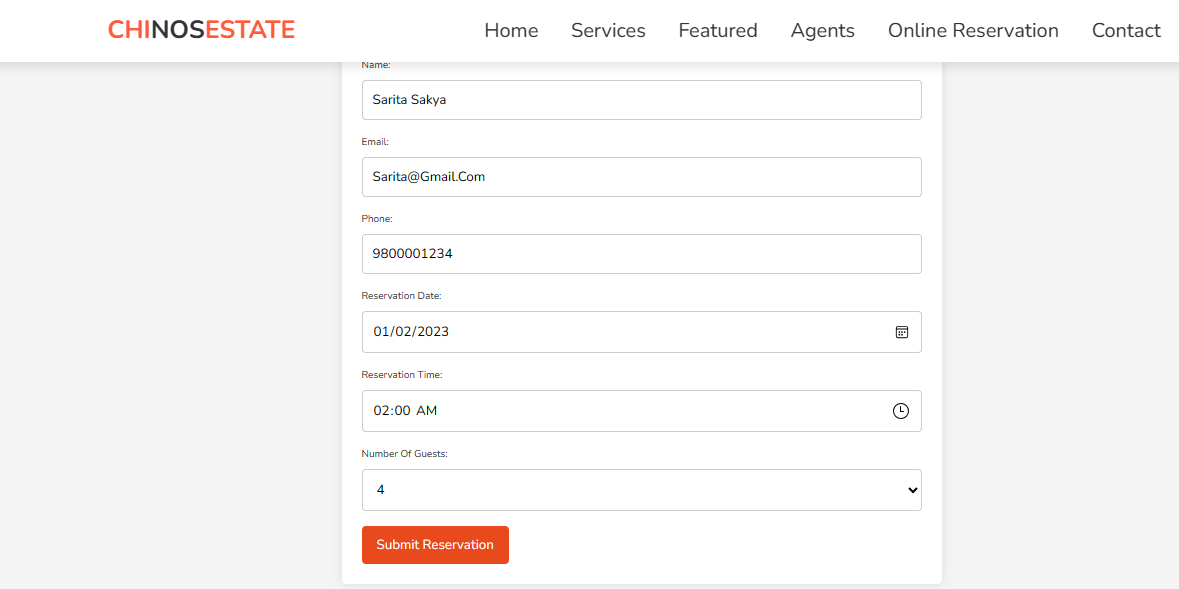 CHINOSESTATE Home Services Featured Agents Online Reservation Contact
Name:
Sarita Sakya
Email:
Sarita@Gmail.Com
Phone:
9800001234
Reservation Date:
01/02/2023
Reservation Time:
02:00 AM
Number Of Guests:
4
Submit Reservation